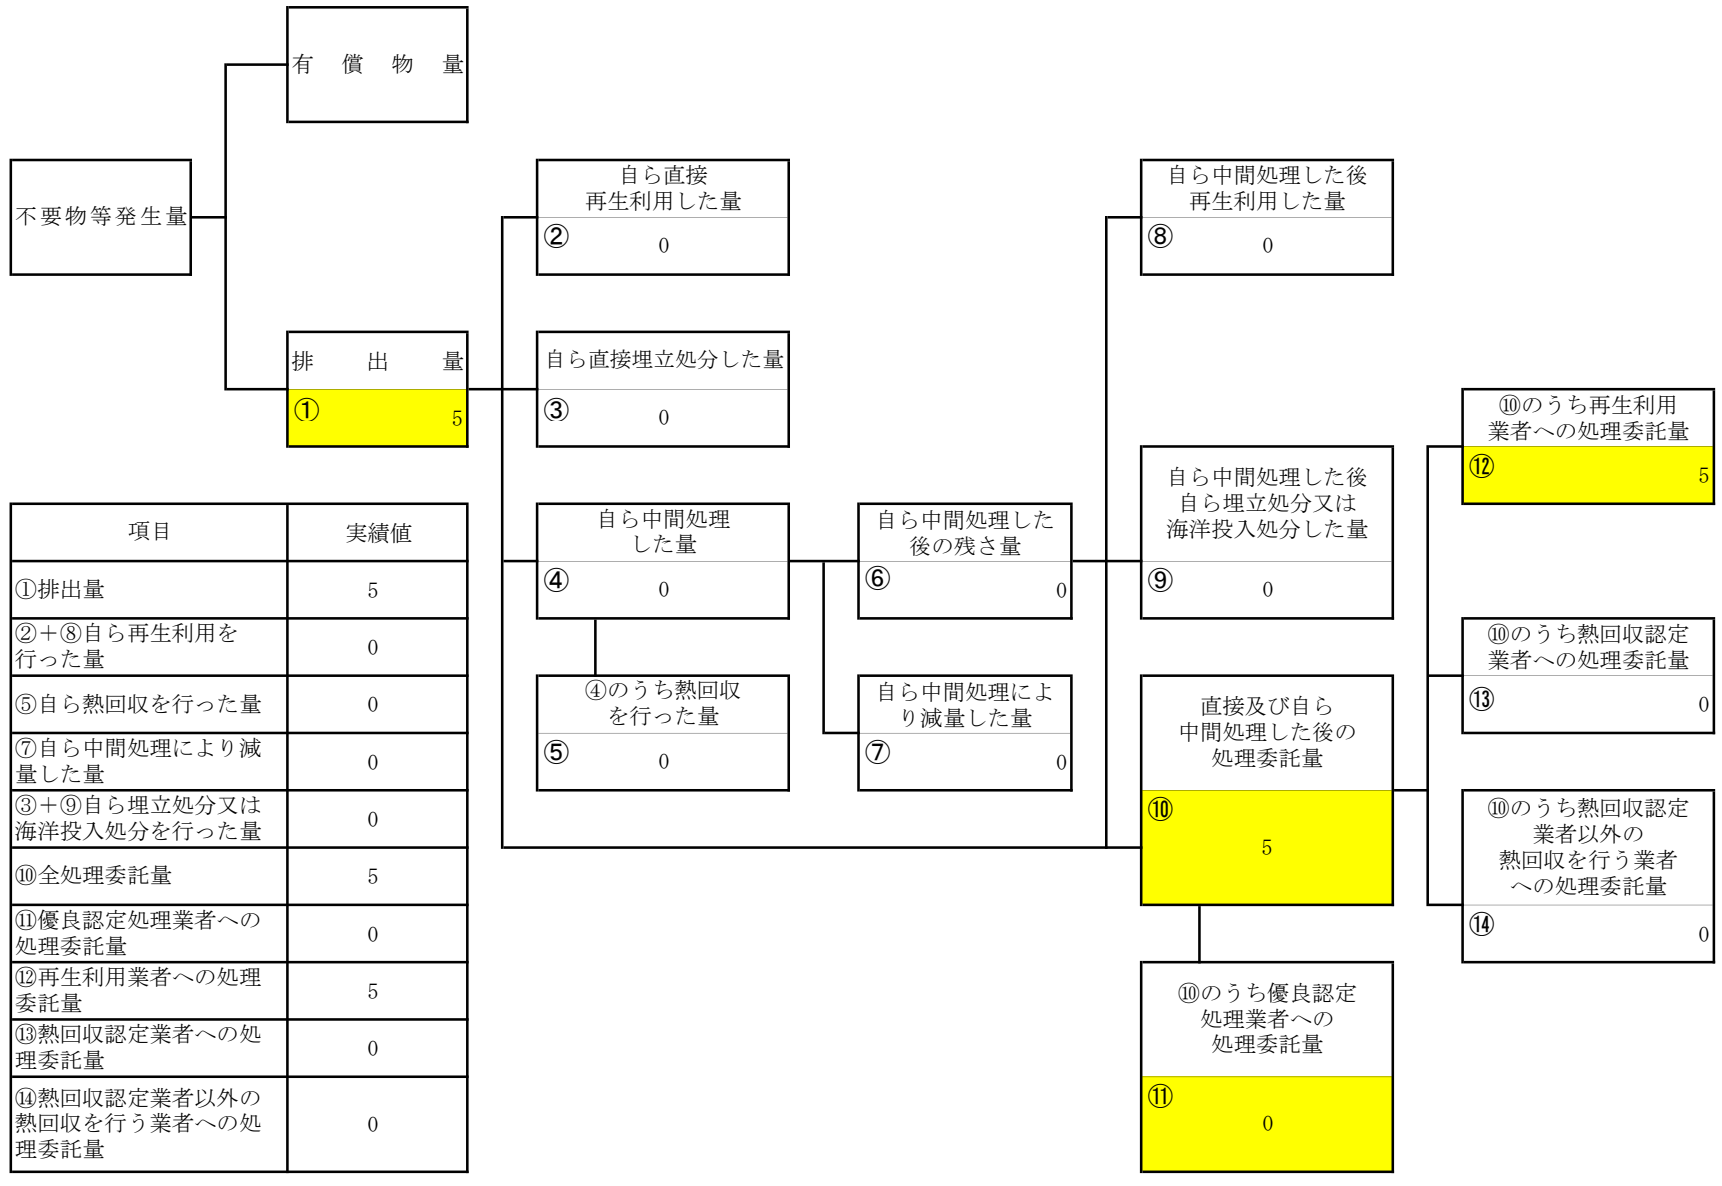 有償物量
不要物等発生量
排出量
①
5
自ら直接
再生利用した量
②
0
自ら直接埋立処分した量
③
0
自ら中間処理
した量
④
0
④のうち熱回収
を行った量
⑤
0
自ら中間処理した
後の残さ量
⑥
0
自ら中間処理によ
り減量した量
⑦
0
自ら中間処理した後
再生利用した量
⑧
0
自ら中間処理した後
自ら埋立処分又は
海洋投入処分した量
⑨
0
直接及び自ら
中間処理した後の
処理委託量
⑩
5
⑩のうち優良認定
処理業者への
処理委託量
⑪
0
⑩のうち再生利用
業者への処理委託量
⑫
5
⑩のうち熱回収認定
業者への処理委託量
⑬
0
⑩のうち熱回収認定
業者以外の
熱回収を行う業者
への処理委託量
⑭
0
項目 実績値
①排出量 5
②＋⑧自ら再生利用を
行った量
0
⑤自ら熱回収を行った量 0
⑦自ら中間処理により減
量した量
0
③＋⑨自ら埋立処分又は
海洋投入処分を行った量
0
⑩全処理委託量 5
⑪優良認定処理業者への
処理委託量
0
⑫再生利用業者への処理
委託量
5
⑬熱回収認定業者への処
理委託量
0
⑭熱回収認定業者以外の
熱回収を行う業者への処
理委託量
0